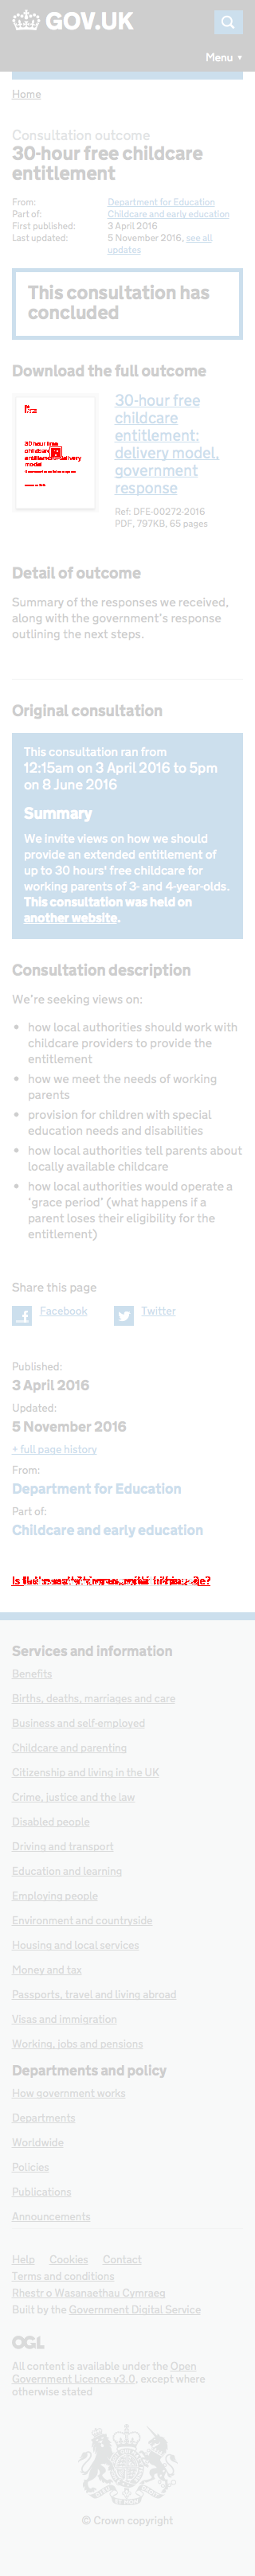 GOV.UK
Menu ▼
Home
Consultation outcome
30-hour free childcare
entitlement
From: Department for Education
Part of: Childcare and early education
First published: 3 April 2016
Last updated: 5 November 2016, see all
updates
This consultation has
concluded
Download the full outcome
30 hour free
childcare
entitlement delivery
model
30-hour free
childcare
entitlement:
delivery model,
government
response
Ref: DFE-00272-2016
PDF, 797KB, 65 pages
Detail of outcome
Summary of the responses we received,
along with the government's response
outlining the next steps.
Original consultation
This consultation ran from
12:15am on 3 April 2016 to 5pm
on 8 June 2016
Summary
We invite views on how we should
provide an extended entitlement of
up to 30 hours' free childcare for
working parents of 3- and 4-year-olds.
This consultation was held on
another website.
Consultation description
We're seeking views on:
• how local authorities should work with
childcare providers to provide the
entitlement
• how we meet the needs of working
parents
• provision for children with special
education needs and disabilities
• how local authorities tell parents about
locally available childcare
• how local authorities would operate a
'grace period' (what happens if a
parent loses their eligibility for the
entitlement)
Share this page
Facebook Twitter
Published:
3 April 2016
Updated:
5 November 2016
+ full page history
From:
Department for Education
Part of:
Childcare and early education
Services and information
Benefits
Births, deaths, marriages and care
Business and self-employed
Childcare and parenting
Citizenship and living in the UK
Crime, justice and the law
Disabled people
Driving and transport
Education and learning
Employing people
Environment and countryside
Housing and local services
Money and tax
Passports, travel and living abroad
Visas and immigration
Working, jobs and pensions
Departments and policy
How government works
Departments
Worldwide
Policies
Publications
Announcements
Help Cookies Contact
Terms and conditions
Rhestr o Wasanaethau Cymraeg
Built by the Government Digital Service
OGL
All content is available under the Open
Government Licence v3.0, except where
otherwise stated
© Crown copyright